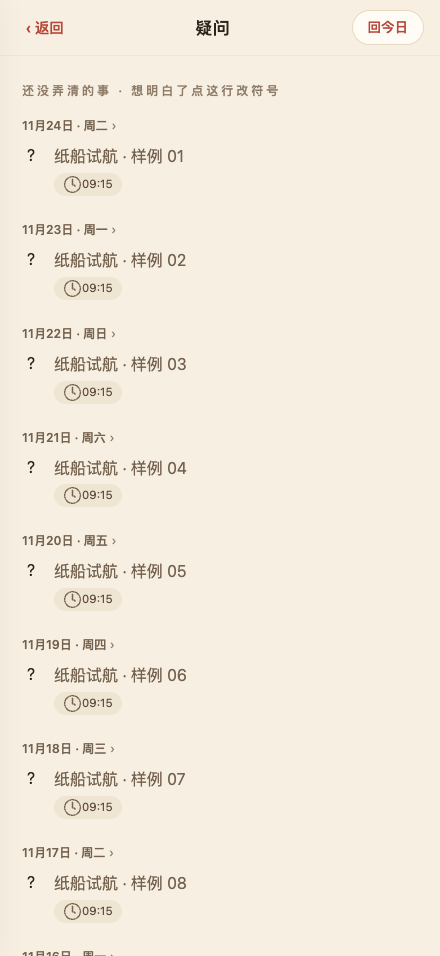 ‹ 返回
疑问
回今日
还没弄清的事 · 想明白了点这行改符号
11月24日 · 周二 ›
? 纸船试航 · 样例 01
09:15
11月23日 · 周一 ›
? 纸船试航 · 样例 02
09:15
11月22日 · 周日 ›
? 纸船试航 · 样例 03
09:15
11月21日 · 周六 ›
? 纸船试航 · 样例 04
09:15
11月20日 · 周五 ›
? 纸船试航 · 样例 05
09:15
11月19日 · 周四 ›
? 纸船试航 · 样例 06
09:15
11月18日 · 周三 ›
? 纸船试航 · 样例 07
09:15
11月17日 · 周二 ›
? 纸船试航 · 样例 08
09:15
11月16日 · 周一 ›